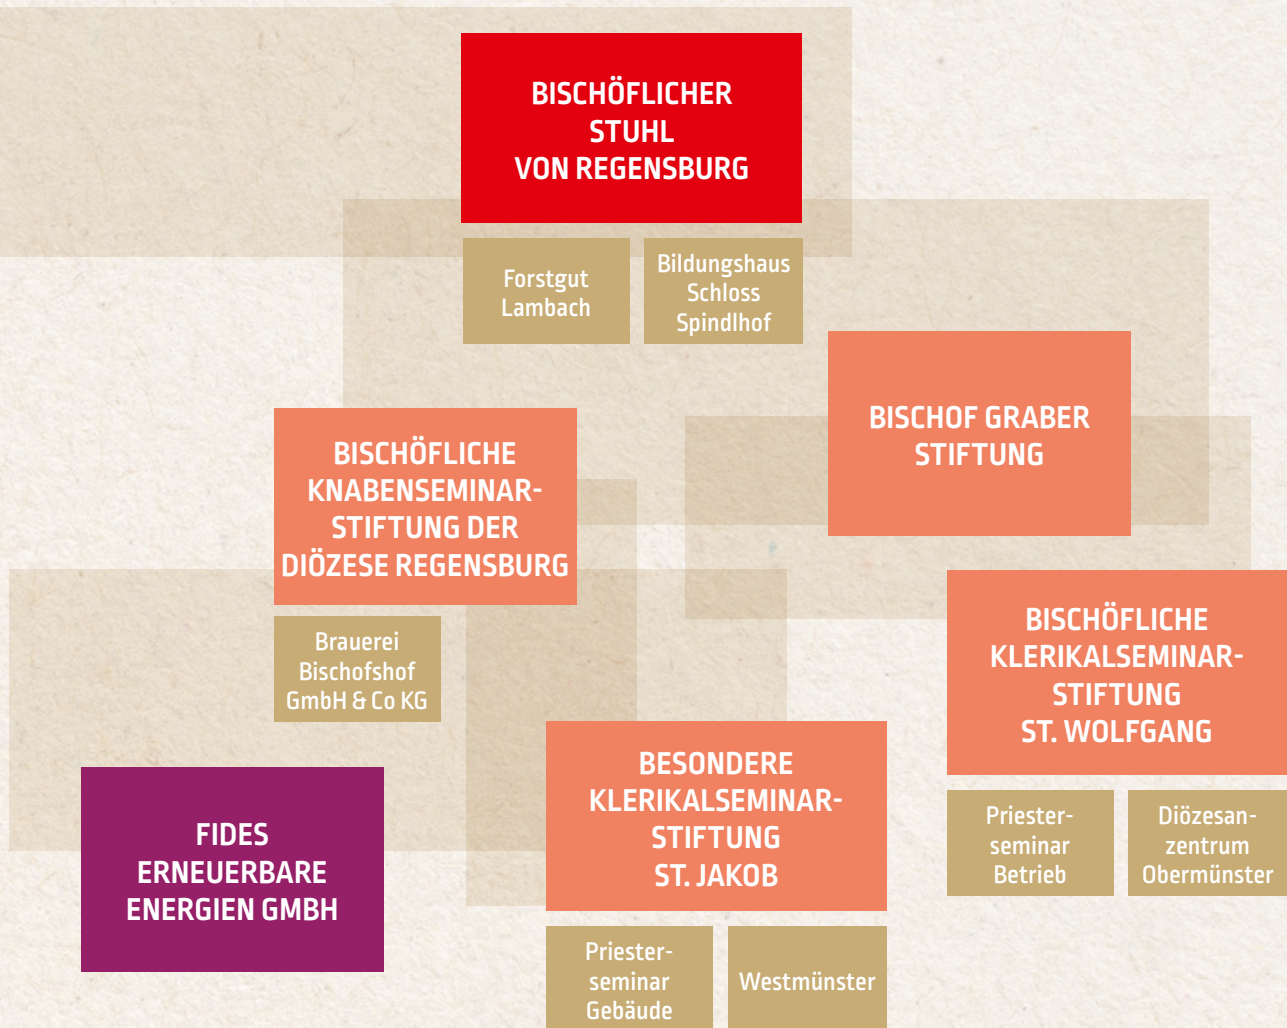 BISCHÖFLICHER
STUHL
VON REGENSBURG
Forstgut
Lambach
Bildungshaus
Schloss
Spindlhof
BISCHOF GRABER
STIFTUNG
BISCHÖFLICHE
KNABENSEMINAR-
STIFTUNG DER
DIÖZESE REGENSBURG
Brauerei
Bischofshof
GmbH & Co KG
BISCHÖFLICHE
KLERIKALSEMINAR-
STIFTUNG
ST. WOLFGANG
Priester-
seminar
Betrieb
Diözesan-
zentrum
Obermünster
BESONDERE
KLERIKALSEMINAR-
STIFTUNG
ST. JAKOB
Priester-
seminar
Gebäude
Westmünster
FIDES
ERNEUERBARE
ENERGIEN GMBH